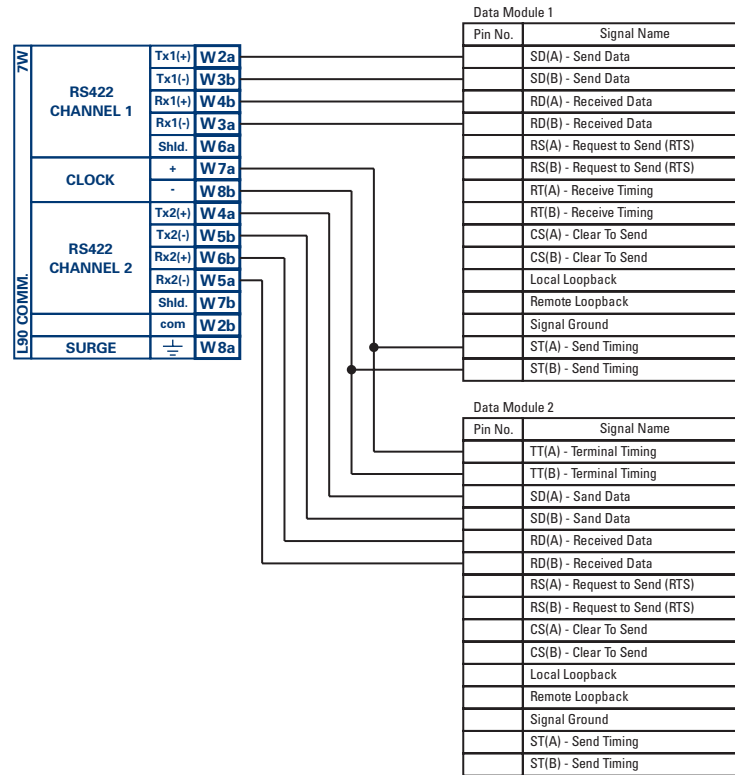 Data Module 1
Pin No. Signal Name
7W
L90 COMM.
RS422
CHANNEL 1
Tx1(+) W2a
Tx1(-) W3b
Rx1(+) W4b
Rx1(-) W3a
Shld. W6a
CLOCK
+ W7a
- W8b
RS422
CHANNEL 2
Tx2(+) W4a
Tx2(-) W5b
Rx2(+) W6b
Rx2(-) W5a
Shld. W7b
com W2b
SURGE W8a
SD(A) - Send Data
SD(B) - Send Data
RD(A) - Received Data
RD(B) - Received Data
RS(A) - Request to Send (RTS)
RS(B) - Request to Send (RTS)
RT(A) - Receive Timing
RT(B) - Receive Timing
CS(A) - Clear To Send
CS(B) - Clear To Send
Local Loopback
Remote Loopback
Signal Ground
ST(A) - Send Timing
ST(B) - Send Timing
Data Module 2
Pin No. Signal Name
TT(A) - Terminal Timing
TT(B) - Terminal Timing
SD(A) - Sand Data
SD(B) - Sand Data
RD(A) - Received Data
RD(B) - Received Data
RS(A) - Request to Send (RTS)
RS(B) - Request to Send (RTS)
CS(A) - Clear To Send
CS(B) - Clear To Send
Local Loopback
Remote Loopback
Signal Ground
ST(A) - Send Timing
ST(B) - Send Timing